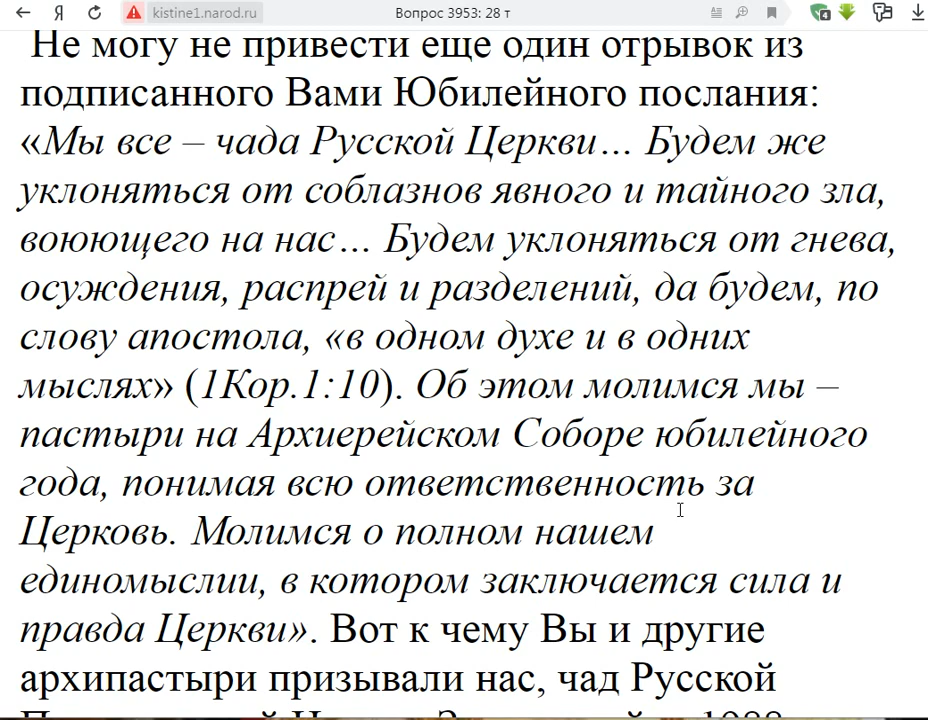 Я
kistine1.narod.ru
Вопрос 3953: 28 т
4
Не могу не привести еще один отрывок из
подписанного Вами Юбилейного послания:
«Мы все – чада Русской Церкви... Будем же
уклоняться от соблазнов явного и тайного зла,
воюющего на нас... Будем уклоняться от гнева,
осуждения, распрей и разделений, да будем, по
слову апостола, «в одном духе и в одних
мыслях» (1Кор.1:10). Об этом молимся мы –
пастыри на Архиерейском Соборе юбилейного
года, понимая всю ответственность за
Церковь. Молимся о полном нашем
единомыслии, в котором заключается сила и
правда Церкви». Вот к чему Вы и другие
архипастыри призывали нас, чад Русской